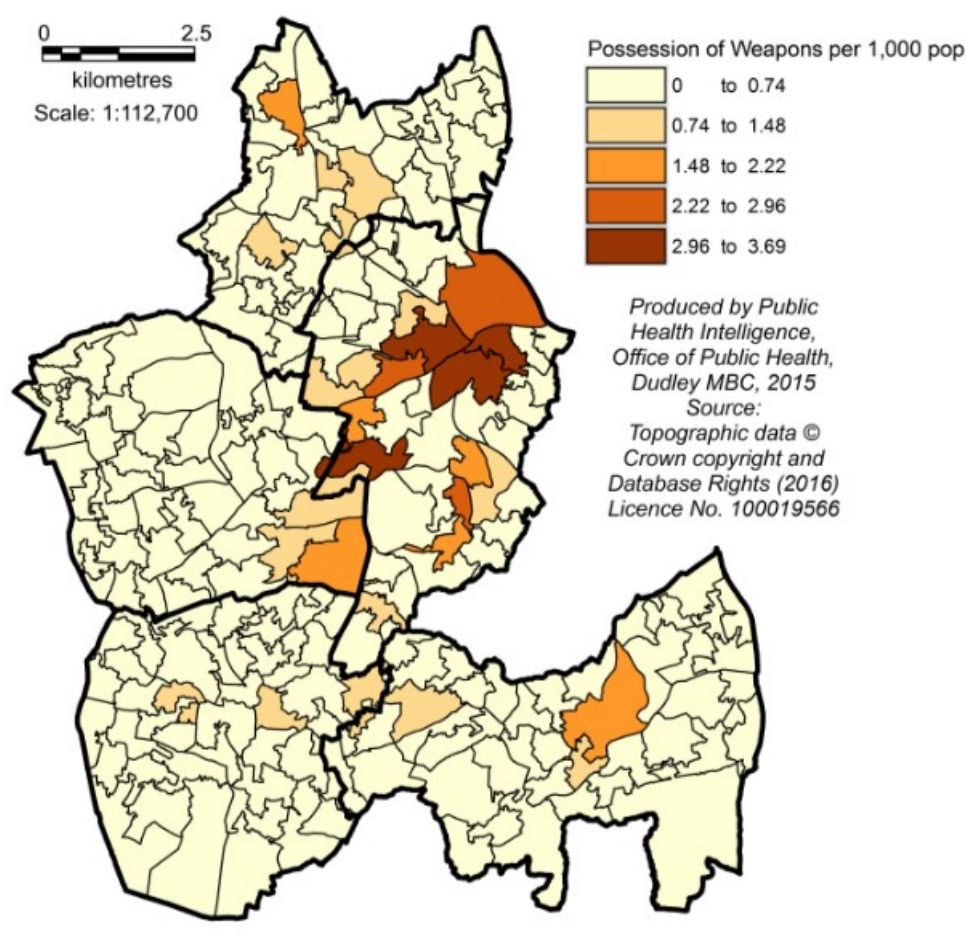 0 2.5
kilometres
Scale: 1:112,700
Possession of Weapons per 1,000 pop
0 to 0.74
0.74 to 1.48
1.48 to 2.22
2.22 to 2.96
2.96 to 3.69
Produced by Public
Health Intelligence,
Office of Public Health,
Dudley MBC, 2015
Source:
Topographic data ©
Crown copyright and
Database Rights (2016)
Licence No. 100019566